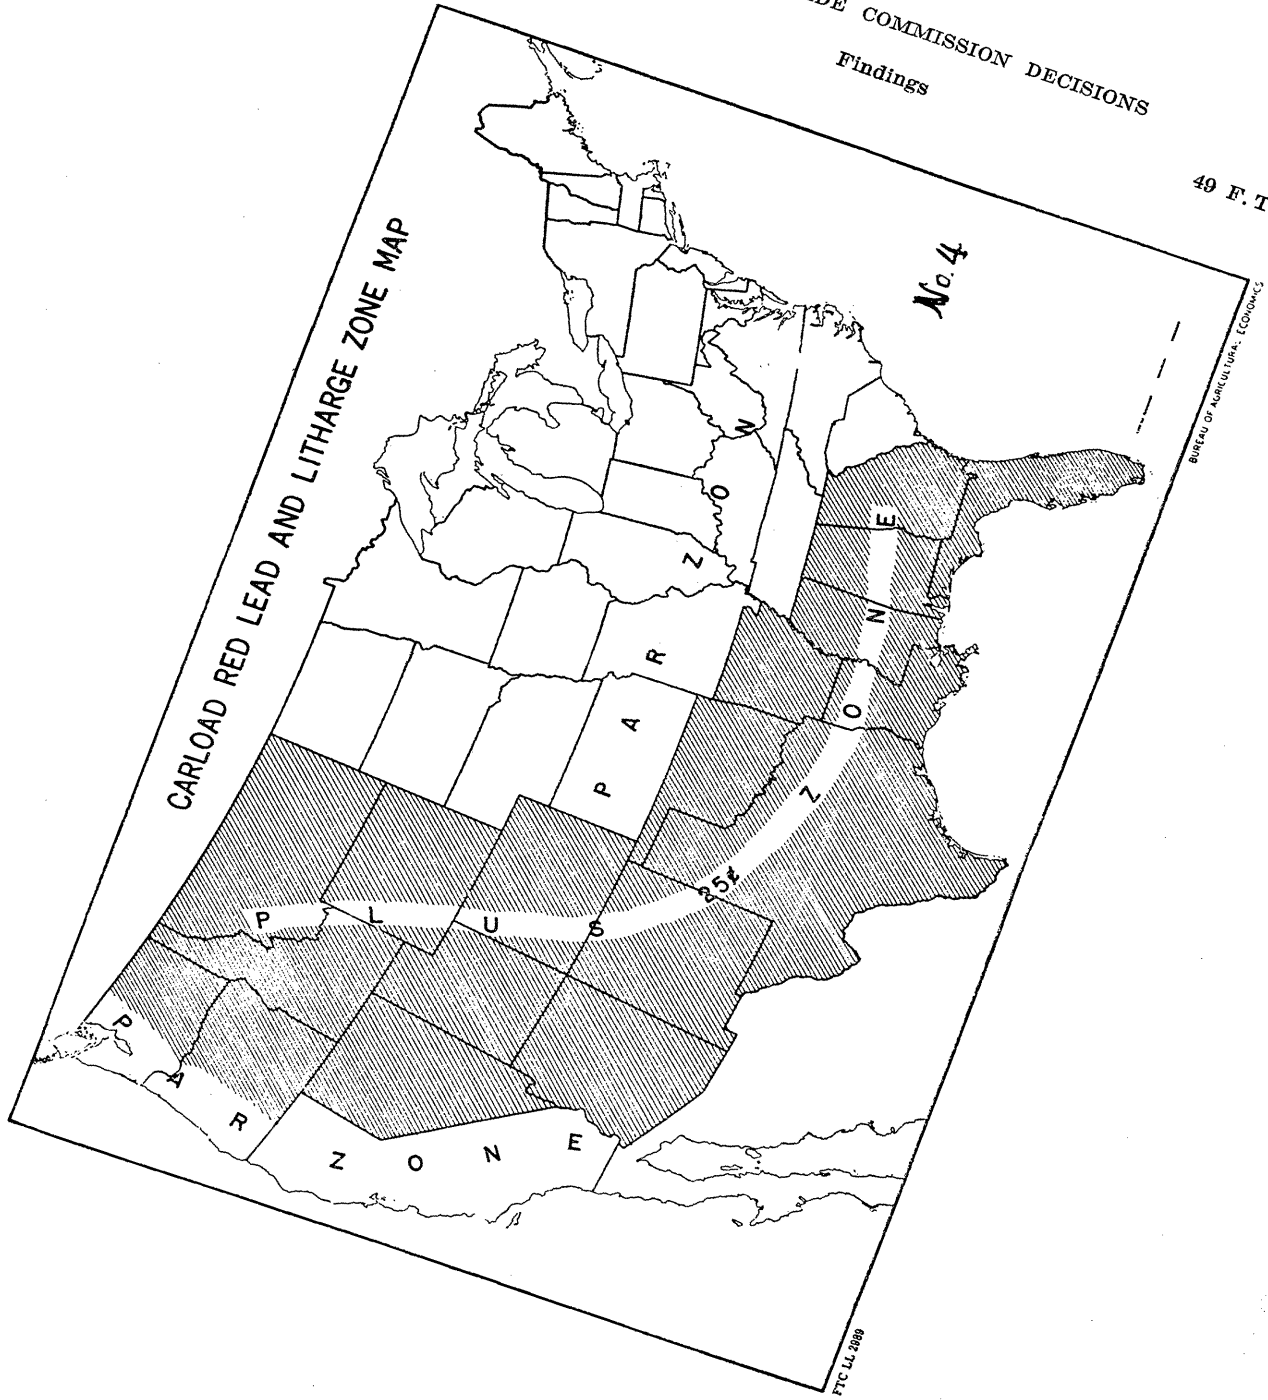 COMMISSION DECISIONS
Findings
49 F. T
CARLOAD RED LEAD AND LITHARGE ZONE MAP
No. 4
PAR ZONE
PLUS 25¢ ZONE
PAR ZONE
BUREAU OF AGRICULTURAL ECONOMICS
FTC LL 2989